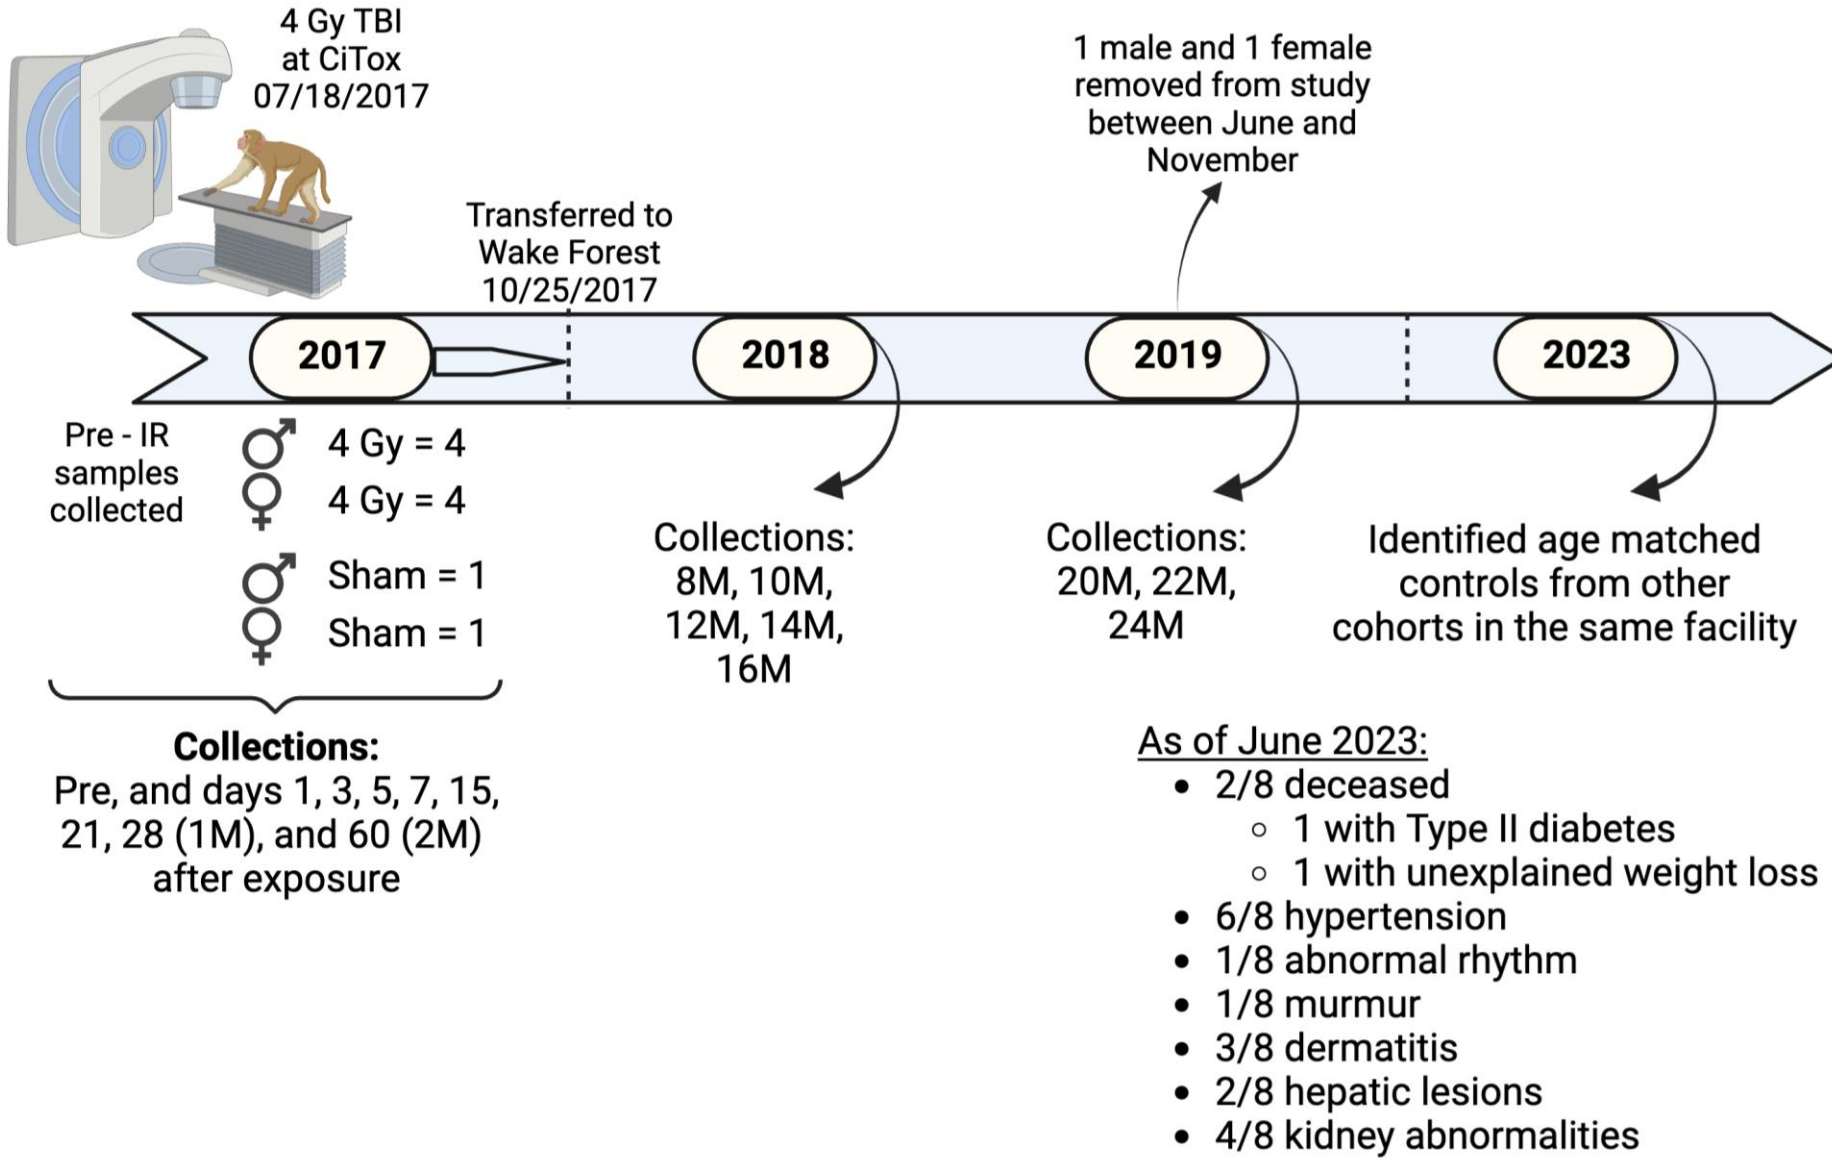 4 Gy TBI
at CiTox
07/18/2017
Transferred to
Wake Forest
10/25/2017
1 male and 1 female
removed from study
between June and
November
2017
2018
2019
2023
Pre - IR
samples
collected
♂ 4 Gy = 4
♀ 4 Gy = 4
♂ Sham = 1
♀ Sham = 1
Collections:
Pre, and days 1, 3, 5, 7, 15,
21, 28 (1M), and 60 (2M)
after exposure
Collections:
8M, 10M,
12M, 14M,
16M
Collections:
20M, 22M,
24M
Identified age matched
controls from other
cohorts in the same facility
As of June 2023:
• 2/8 deceased
○ 1 with Type II diabetes
○ 1 with unexplained weight loss
• 6/8 hypertension
• 1/8 abnormal rhythm
• 1/8 murmur
• 3/8 dermatitis
• 2/8 hepatic lesions
• 4/8 kidney abnormalities